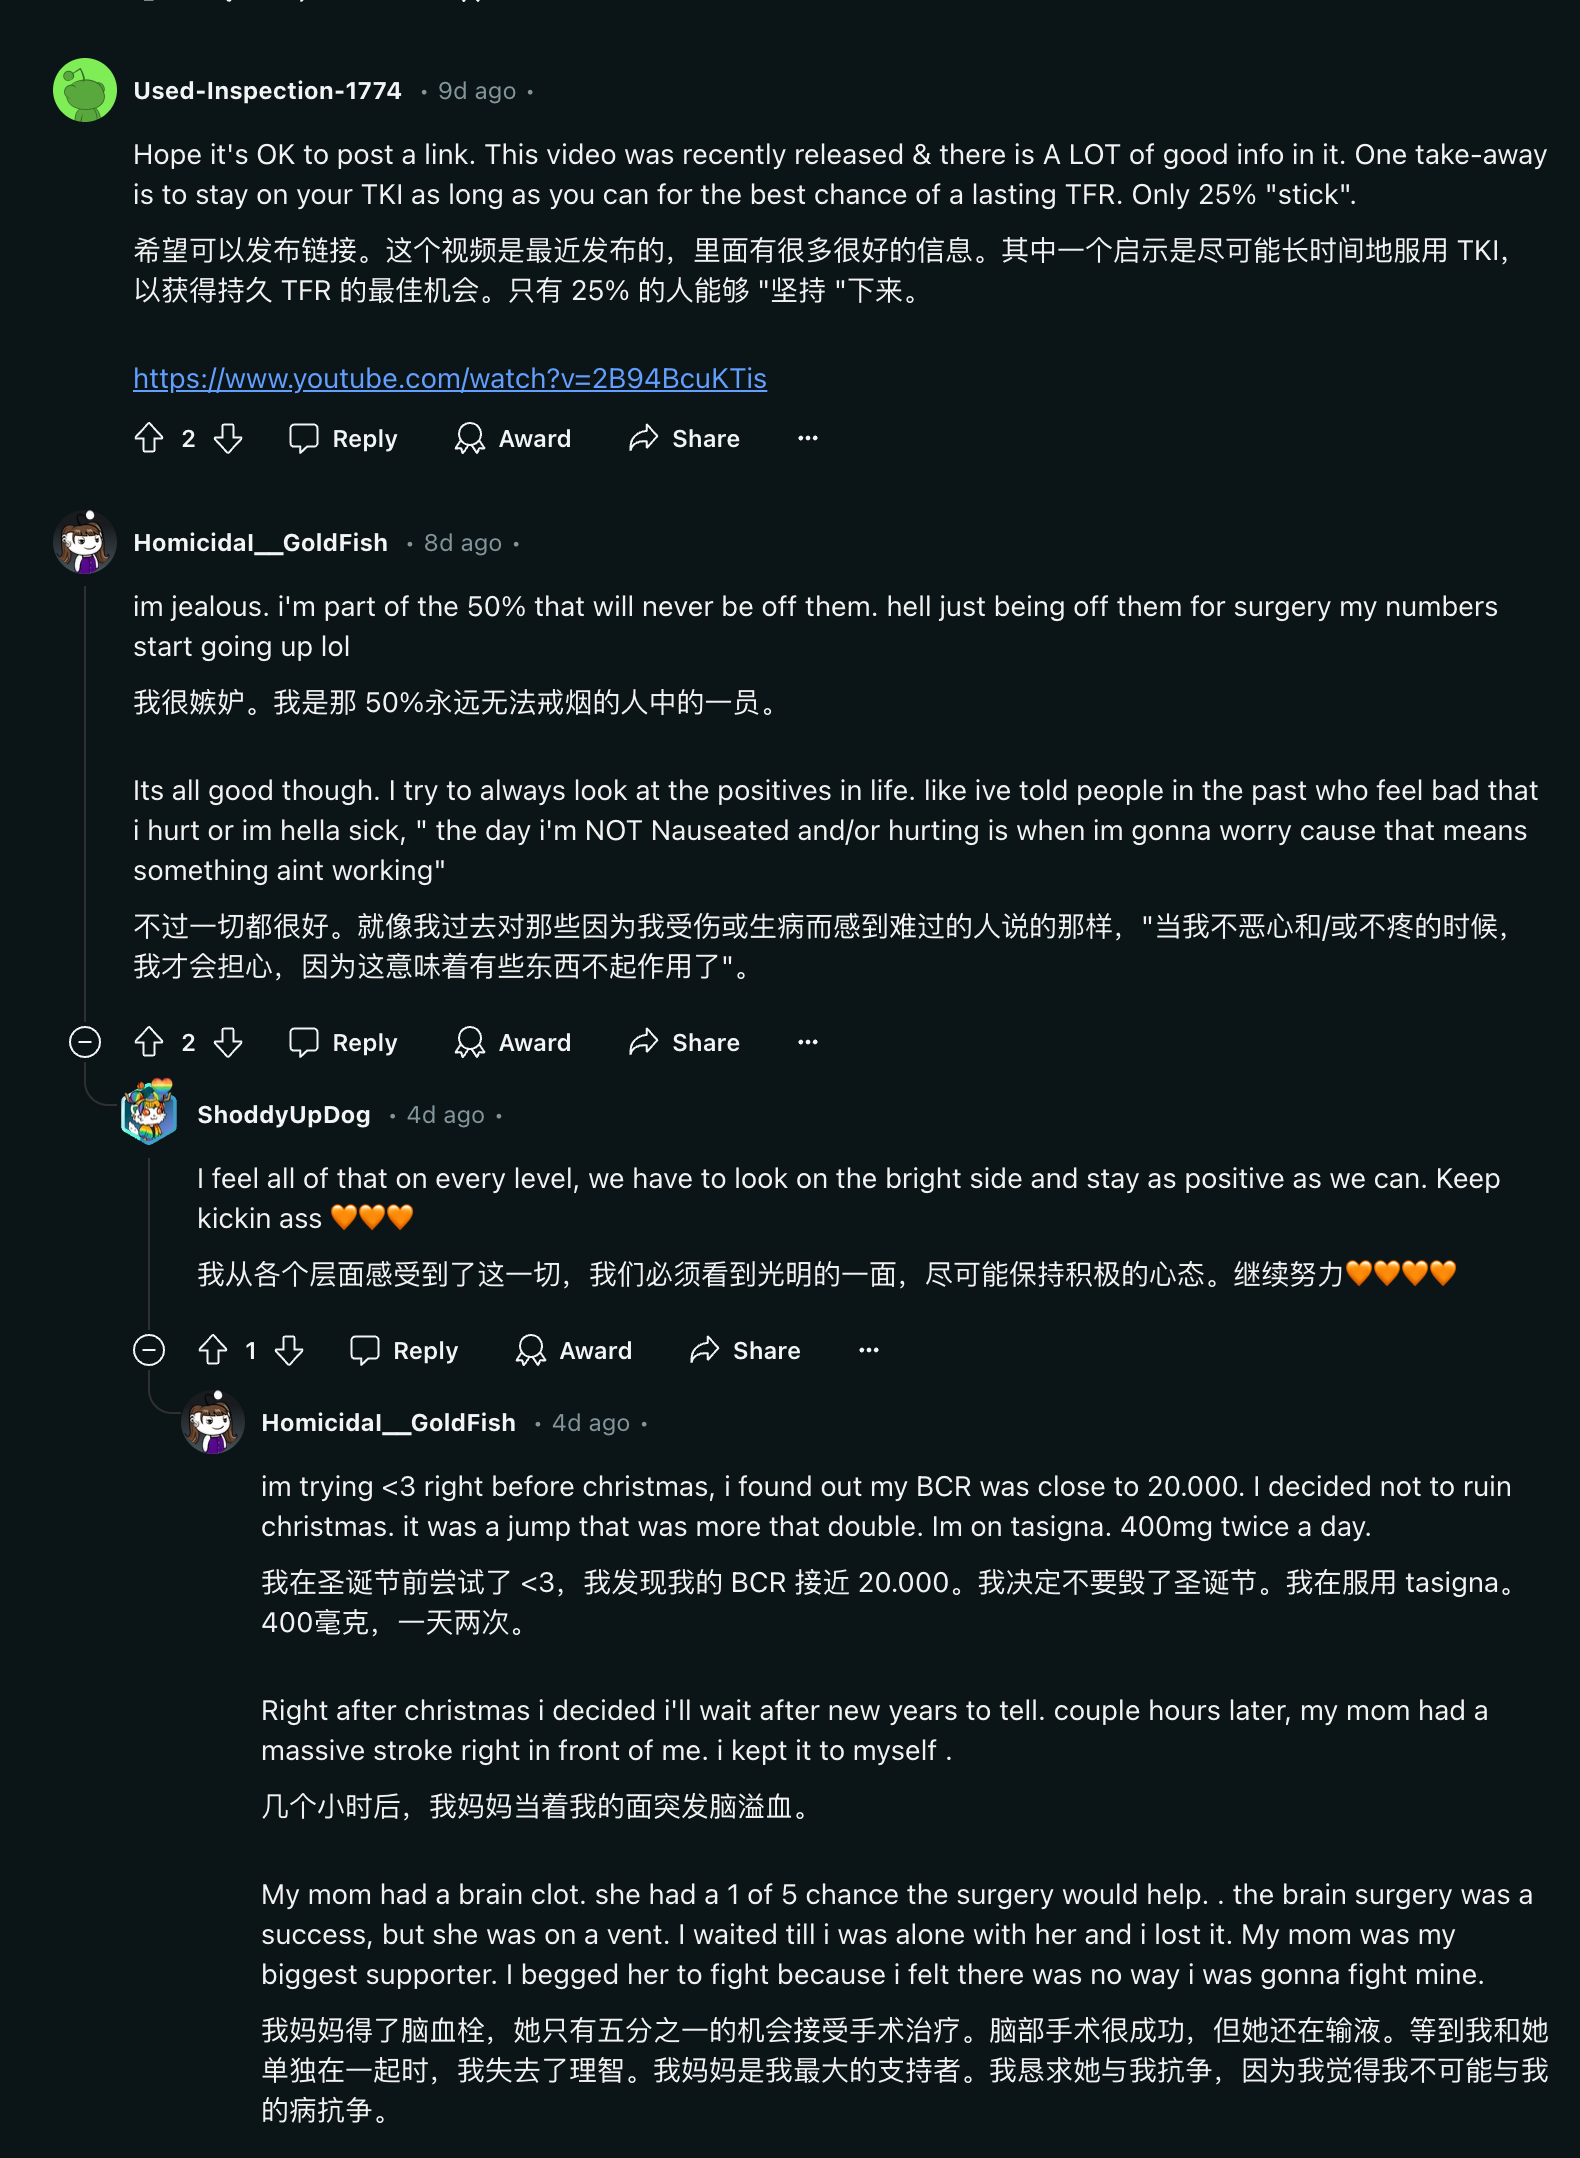 Used-Inspection-1774 • 9d ago •
Hope it's OK to post a link. This video was recently released & there is A LOT of good info in it. One take-away
is to stay on your TKI as long as you can for the best chance of a lasting TFR. Only 25% "stick".
希望可以发布链接。这个视频是最近发布的，里面有很多很好的信息。其中一个启示是尽可能长时间地服用 TKI，
以获得持久 TFR 的最佳机会。只有 25% 的人能够 "坚持 "下来。
https://www.youtube.com/watch?v=2B94BcuKTis
2 Reply Award Share ...
Homicidal__GoldFish • 8d ago •
im jealous. i'm part of the 50% that will never be off them. hell just being off them for surgery my numbers
start going up lol
我很嫉妒。我是那 50%永远无法戒烟的人中的一员。
Its all good though. I try to always look at the positives in life. like ive told people in the past who feel bad that
i hurt or im hella sick, " the day i'm NOT Nauseated and/or hurting is when im gonna worry cause that means
something aint working"
不过一切都很好。就像我过去对那些因为我受伤或生病而感到难过的人说的那样，"当我不恶心和/或不疼的时候，
我才会担心，因为这意味着有些东西不起作用了"。
2 Reply Award Share ...
ShoddyUpDog • 4d ago •
I feel all of that on every level, we have to look on the bright side and stay as positive as we can. Keep
kickin ass 🧡🧡🧡
我从各个层面感受到了这一切，我们必须看到光明的一面，尽可能保持积极的心态。继续努力🧡🧡🧡🧡
1 Reply Award Share ...
Homicidal__GoldFish • 4d ago •
im trying <3 right before christmas, i found out my BCR was close to 20.000. I decided not to ruin
christmas. it was a jump that was more that double. Im on tasigna. 400mg twice a day.
我在圣诞节前尝试了 <3，我发现我的 BCR 接近 20.000。我决定不要毁了圣诞节。我在服用 tasigna。
400毫克，一天两次。
Right after christmas i decided i'll wait after new years to tell. couple hours later, my mom had a
massive stroke right in front of me. i kept it to myself .
几个小时后，我妈妈当着我的面突发脑溢血。
My mom had a brain clot. she had a 1 of 5 chance the surgery would help. . the brain surgery was a
success, but she was on a vent. I waited till i was alone with her and i lost it. My mom was my
biggest supporter. I begged her to fight because i felt there was no way i was gonna fight mine.
我妈妈得了脑血栓，她只有五分之一的机会接受手术治疗。脑部手术很成功，但她还在输液。等到我和她
单独在一起时，我失去了理智。我妈妈是我最大的支持者。我恳求她与我抗争，因为我觉得我不可能与我
的病抗争。